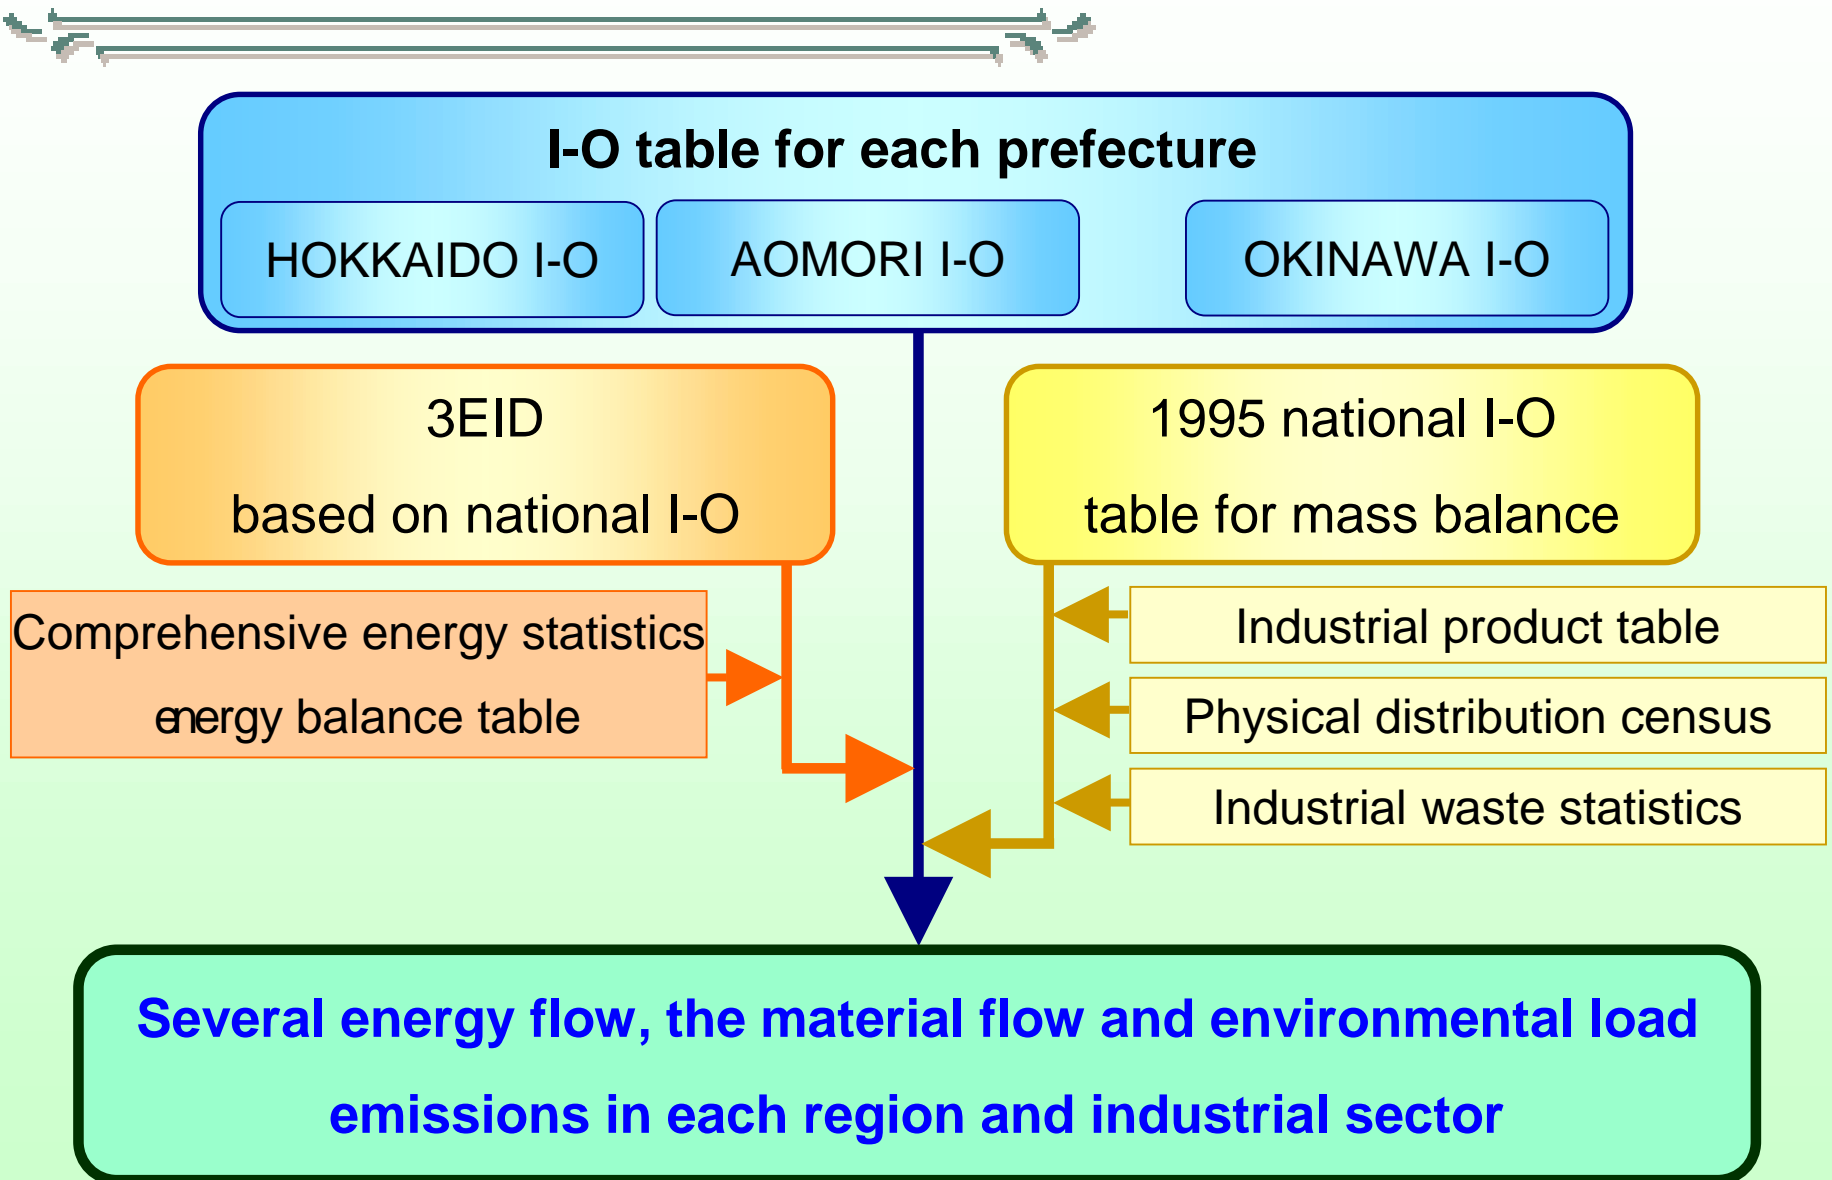 I-O table for each prefecture
HOKKAIDO I-O
AOMORI I-O
OKINAWA I-O
3EID
based on national I-O
1995 national I-O
table for mass balance
Comprehensive energy statistics
energy balance table
Industrial product table
Physical distribution census
Industrial waste statistics
Several energy flow, the material flow and environmental load
emissions in each region and industrial sector